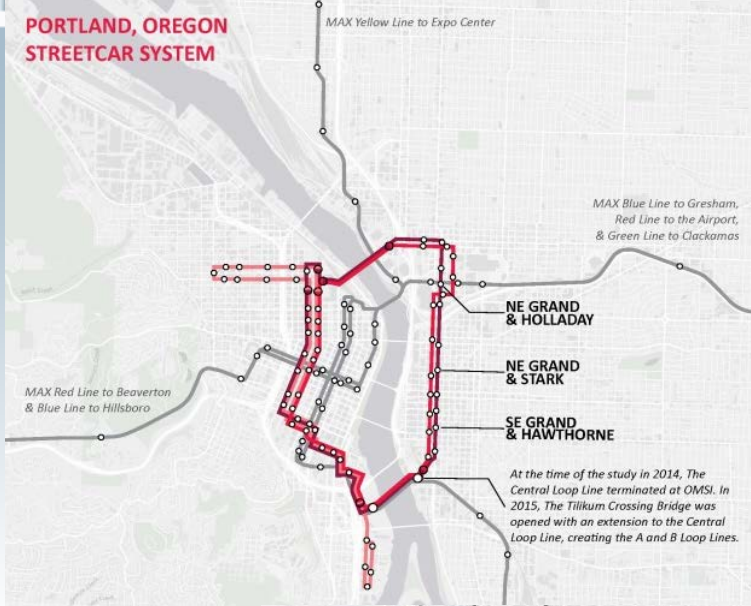 PORTLAND, OREGON
STREETCAR SYSTEM
MAX Yellow Line to Expo Center
MAX Blue Line to Gresham,
Red Line to the Airport,
& Green Line to Clackamas
NE GRAND
& HOLLADAY
NE GRAND
& STARK
MAX Red Line to Beaverton
& Blue Line to Hillsboro
SE GRAND
& HAWTHORNE
At the time of the study in 2014, The
Central Loop Line terminated at OMSI. In
2015, The Tilikum Crossing Bridge was
opened with an extension to the Central
Loop Line, creating the A and B Loop Lines.